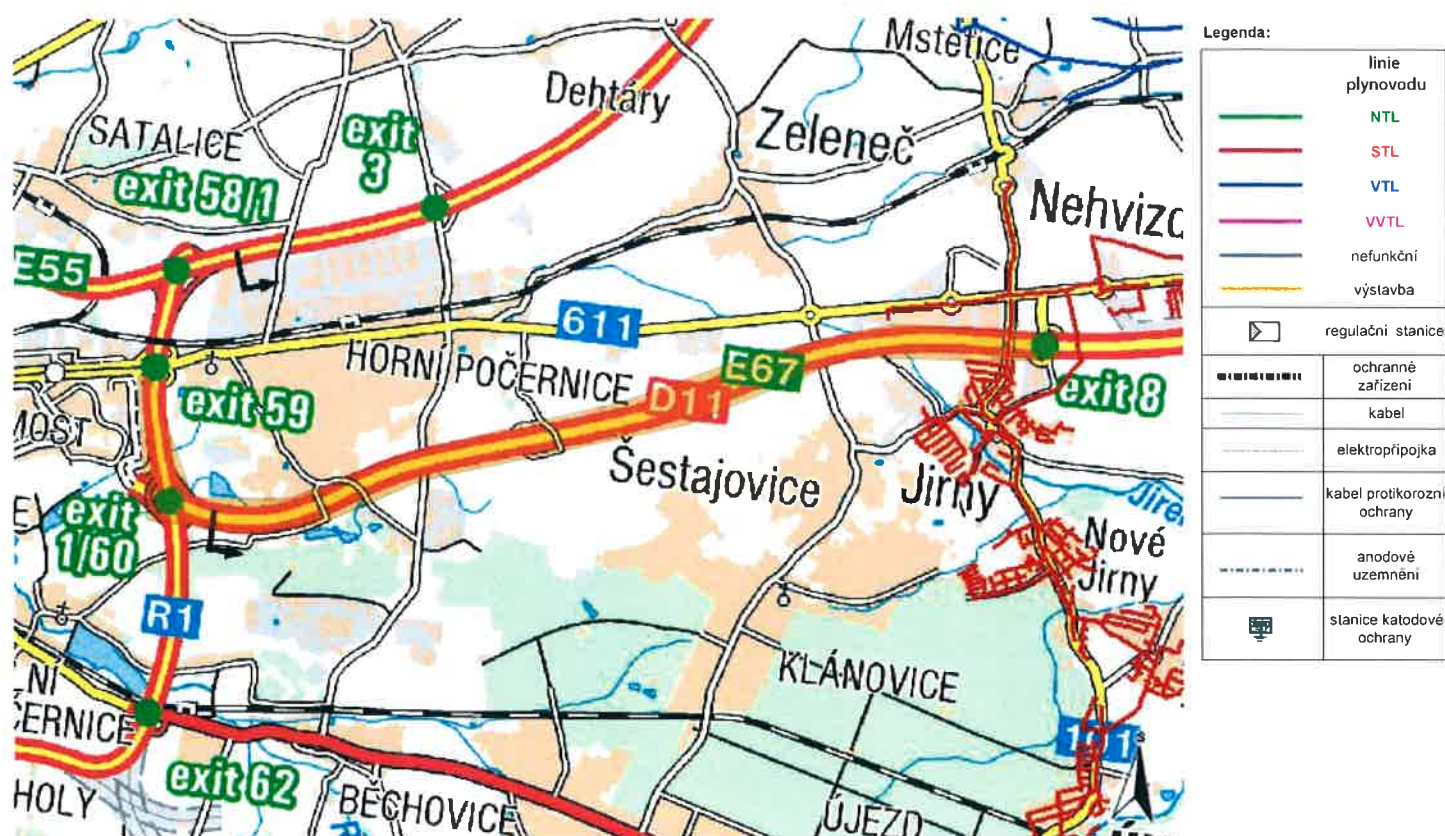 Mstětice
Dehtáry
Zeleneč
SATALICE
exit
3
exit 58/1
Nehvizd
E55
611
HORNÍ POČERNICE
E67
D11
exit 59
exit 8
MOST
Šestajovice
Jirny
Jiren
exit
1/60
Nové
Jirny
R1
KLÁNOVICE
NÍ
ČERNICE
101
s
exit 62
HOLY
BĚCHOVICE
ÚJEZD
Legenda:
linie
plynovodu
NTL
STL
VTL
VVTL
nefunkční
výstavba
regulační stanice
ochranné
zařízení
kabel
elektropřípojka
kabel protikorozní
ochrany
anodové
uzemnění
stanice katodové
ochrany